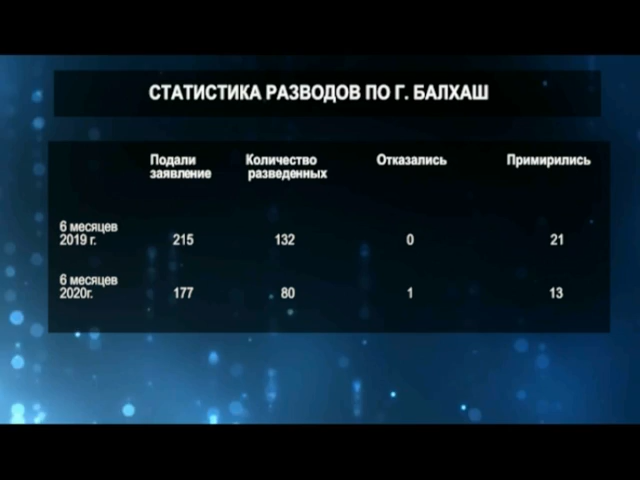 СТАТИСТИКА РАЗВОДОВ ПО Г. БАЛХАШ
Подали Количество Отказались Примирились
заявление разведенных
6 месяцев
2019 г. 215 132 0 21
6 месяцев
2020г. 177 80 1 13